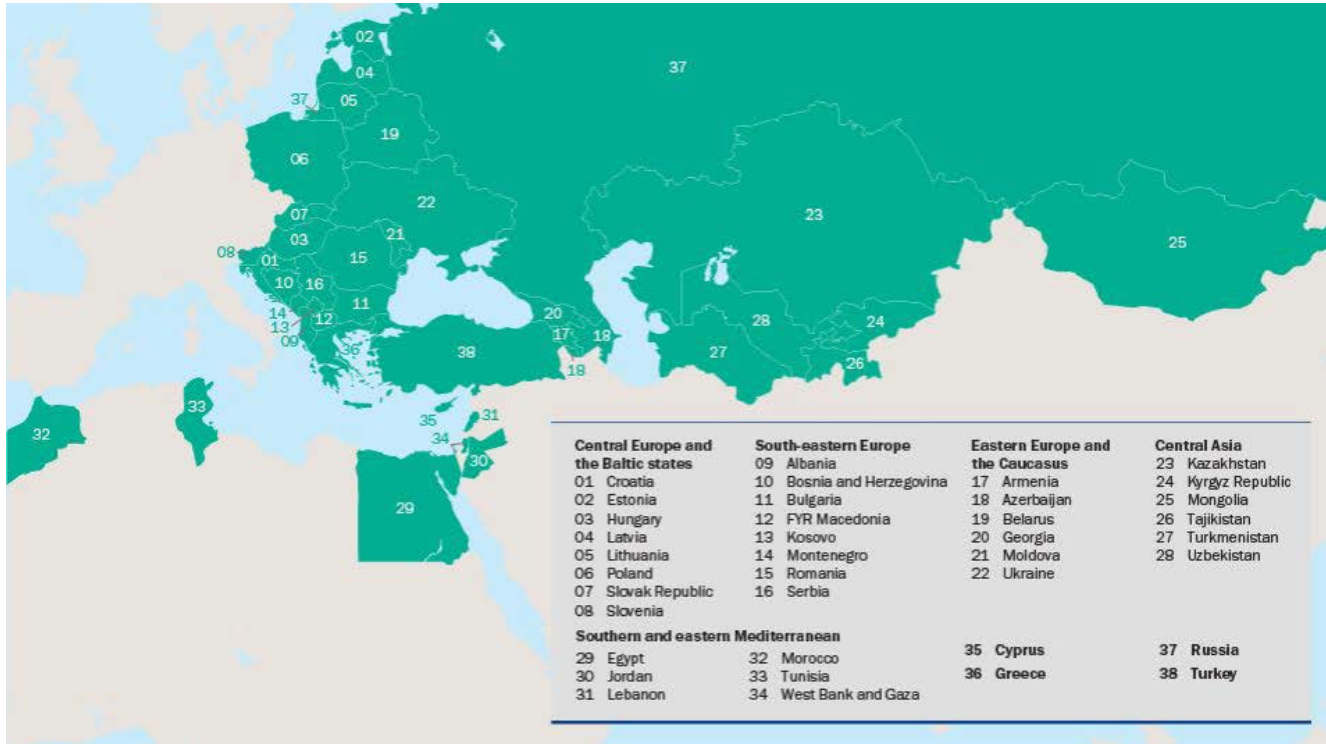 02
37
04
37
05
19
06
22
23
07
21
03
25
08
01
15
10
16
11
14
12
20
28
24
13
17
18
09
36
38
27
26
18
33
35
31
32
34
30
29
Central Europe and
the Baltic states
01 Croatia
02 Estonia
03 Hungary
04 Latvia
05 Lithuania
06 Poland
07 Slovak Republic
08 Slovenia
South-eastern Europe
09 Albania
10 Bosnia and Herzegovina
11 Bulgaria
12 FYR Macedonia
13 Kosovo
14 Montenegro
15 Romania
16 Serbia
Eastern Europe and
the Caucasus
17 Armenia
18 Azerbaijan
19 Belarus
20 Georgia
21 Moldova
22 Ukraine
Central Asia
23 Kazakhstan
24 Kyrgyz Republic
25 Mongolia
26 Tajikistan
27 Turkmenistan
28 Uzbekistan
Southern and eastern Mediterranean
29 Egypt
30 Jordan
31 Lebanon
32 Morocco
33 Tunisia
34 West Bank and Gaza
35 Cyprus
36 Greece
37 Russia
38 Turkey